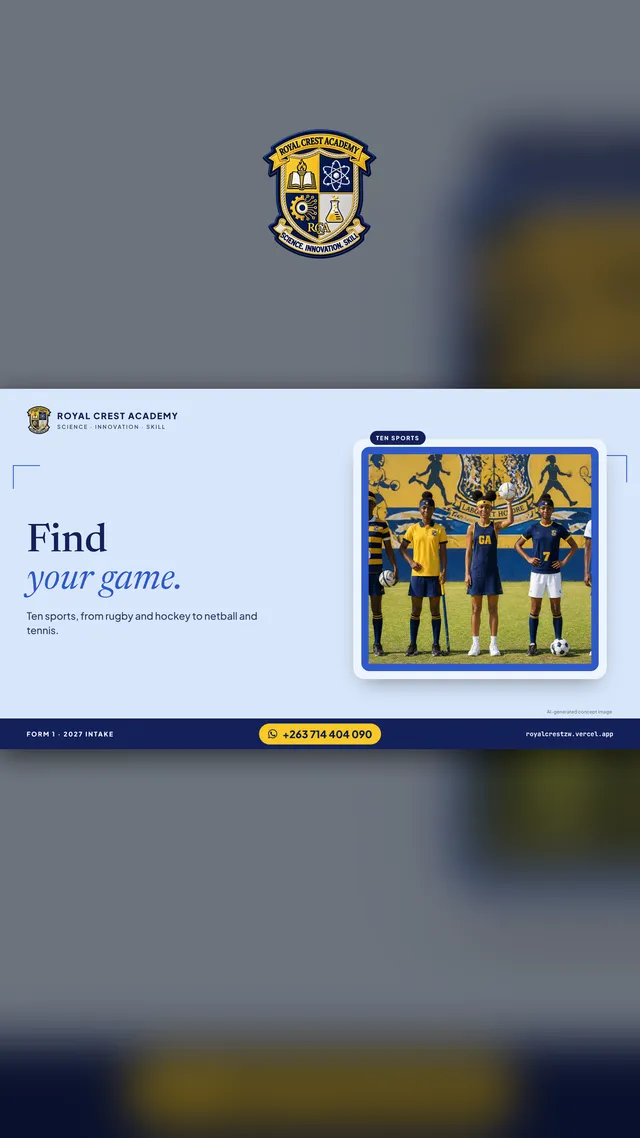 ROYAL CREST ACADEMY
RCA
SCIENCE. INNOVATION. SKILL
ROYAL CREST ACADEMY
SCIENCE · INNOVATION · SKILL
TEN SPORTS
GA
7
Find
your game.
Ten sports, from rugby and hockey to netball and
tennis.
AI-generated concept image
FORM 1 · 2027 INTAKE
+263 714 404 090
royalcrestzw.vercel.app